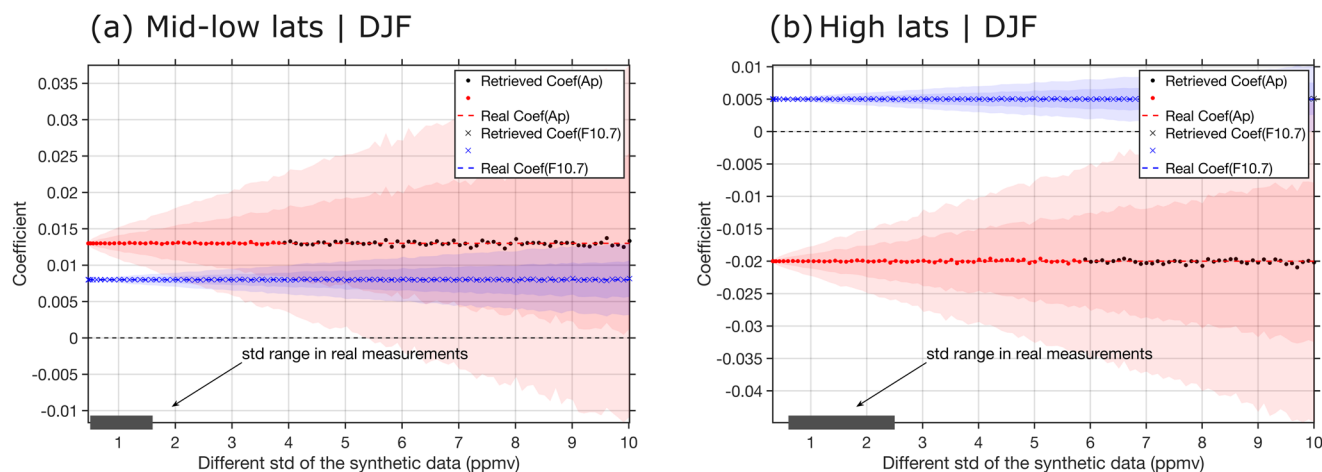 (a) Mid-low lats | DJF
0.035
0.03
0.025
0.02
0.015
0.01
0.005
0
-0.005
-0.01
Coefficient
Retrieved Coef(Ap)
Real Coef(Ap)
Retrieved Coef(F10.7)
Real Coef(F10.7)
std range in real measurements
1 2 3 4 5 6 7 8 9 10
Different std of the synthetic data (ppmv)
(b) High lats | DJF
0.01
0.005
0
-0.005
-0.01
-0.015
-0.02
-0.025
-0.03
-0.035
-0.04
Coefficient
Retrieved Coef(Ap)
Real Coef(Ap)
Retrieved Coef(F10.7)
Real Coef(F10.7)
std range in real measurements
1 2 3 4 5 6 7 8 9 10
Different std of the synthetic data (ppmv)